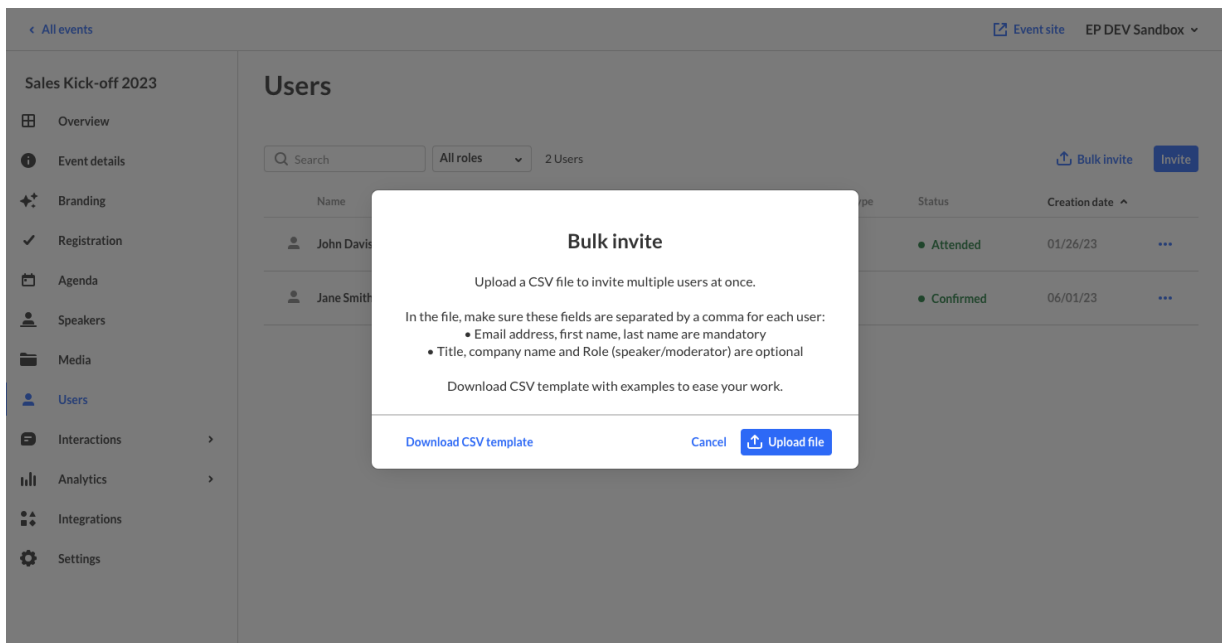 All events
Event site
EP DEV Sandbox
Sales Kick-off 2023
Overview
Event details
Branding
Registration
Agenda
Speakers
Media
Users
Interactions
Analytics
Integrations
Settings
Users
Search
All roles
2 Users
Bulk invite
Invite
Name
Status
Creation date
John Davis
Attended
01/26/23
Jane Smith
Confirmed
06/01/23
Bulk invite
Upload a CSV file to invite multiple users at once.
In the file, make sure these fields are separated by a comma for each user:
• Email address, first name, last name are mandatory
• Title, company name and Role (speaker/moderator) are optional
Download CSV template with examples to ease your work.
Download CSV template
Cancel
Upload file